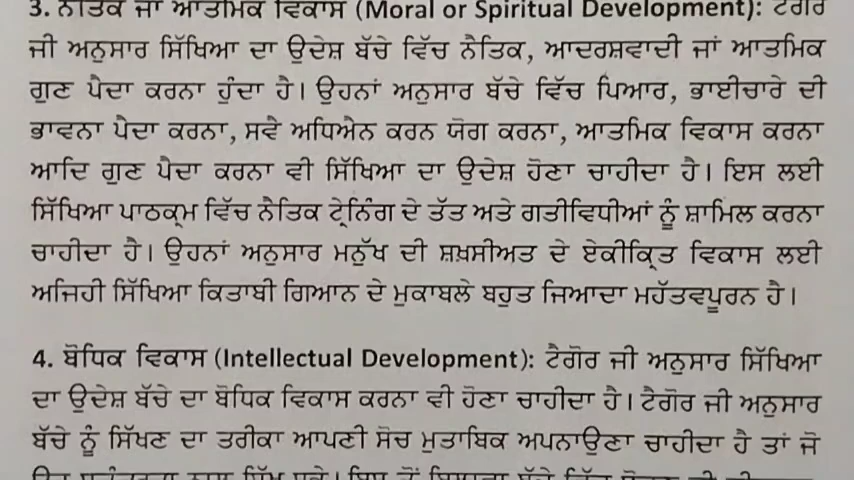 3. ਨੈਤਿਕ ਜਾਂ ਆਤਮਿਕ ਵਿਕਾਸ (Moral or Spiritual Development): ਟੈਗੋਰ
ਜੀ ਅਨੁਸਾਰ ਸਿੱਖਿਆ ਦਾ ਉਦੇਸ਼ ਬੱਚੇ ਵਿੱਚ ਨੈਤਿਕ, ਆਦਰਸ਼ਵਾਦੀ ਜਾਂ ਆਤਮਿਕ
ਗੁਣ ਪੈਦਾ ਕਰਨਾ ਹੁੰਦਾ ਹੈ। ਉਹਨਾਂ ਅਨੁਸਾਰ ਬੱਚੇ ਵਿੱਚ ਪਿਆਰ, ਭਾਈਚਾਰੇ ਦੀ
ਭਾਵਨਾ ਪੈਦਾ ਕਰਨਾ, ਸਵੈ ਅਧਿਐਨ ਕਰਨ ਯੋਗ ਕਰਨਾ, ਆਤਮਿਕ ਵਿਕਾਸ ਕਰਨਾ
ਆਦਿ ਗੁਣ ਪੈਦਾ ਕਰਨਾ ਵੀ ਸਿੱਖਿਆ ਦਾ ਉਦੇਸ਼ ਹੋਣਾ ਚਾਹੀਦਾ ਹੈ। ਇਸ ਲਈ
ਸਿੱਖਿਆ ਪਾਠਕ੍ਰਮ ਵਿੱਚ ਨੈਤਿਕ ਟ੍ਰੇਨਿੰਗ ਦੇ ਤੱਤ ਅਤੇ ਗਤੀਵਿਧੀਆਂ ਨੂੰ ਸ਼ਾਮਿਲ ਕਰਨਾ
ਚਾਹੀਦਾ ਹੈ। ਉਹਨਾਂ ਅਨੁਸਾਰ ਮਨੁੱਖ ਦੀ ਸ਼ਖ਼ਸੀਅਤ ਦੇ ਏਕੀਕ੍ਰਿਤ ਵਿਕਾਸ ਲਈ
ਅਜਿਹੀ ਸਿੱਖਿਆ ਕਿਤਾਬੀ ਗਿਆਨ ਦੇ ਮੁਕਾਬਲੇ ਬਹੁਤ ਜਿਆਦਾ ਮਹੱਤਵਪੂਰਨ ਹੈ।
4. ਬੋਧਿਕ ਵਿਕਾਸ (Intellectual Development): ਟੈਗੋਰ ਜੀ ਅਨੁਸਾਰ ਸਿੱਖਿਆ
ਦਾ ਉਦੇਸ਼ ਬੱਚੇ ਦਾ ਬੋਧਿਕ ਵਿਕਾਸ ਕਰਨਾ ਵੀ ਹੋਣਾ ਚਾਹੀਦਾ ਹੈ। ਟੈਗੋਰ ਜੀ ਅਨੁਸਾਰ
ਬੱਚੇ ਨੂੰ ਸਿੱਖਣ ਦਾ ਤਰੀਕਾ ਆਪਣੀ ਸੋਚ ਮੁਤਾਬਿਕ ਅਪਨਾਉਣਾ ਚਾਹੀਦਾ ਹੈ ਤਾਂ ਜੋ